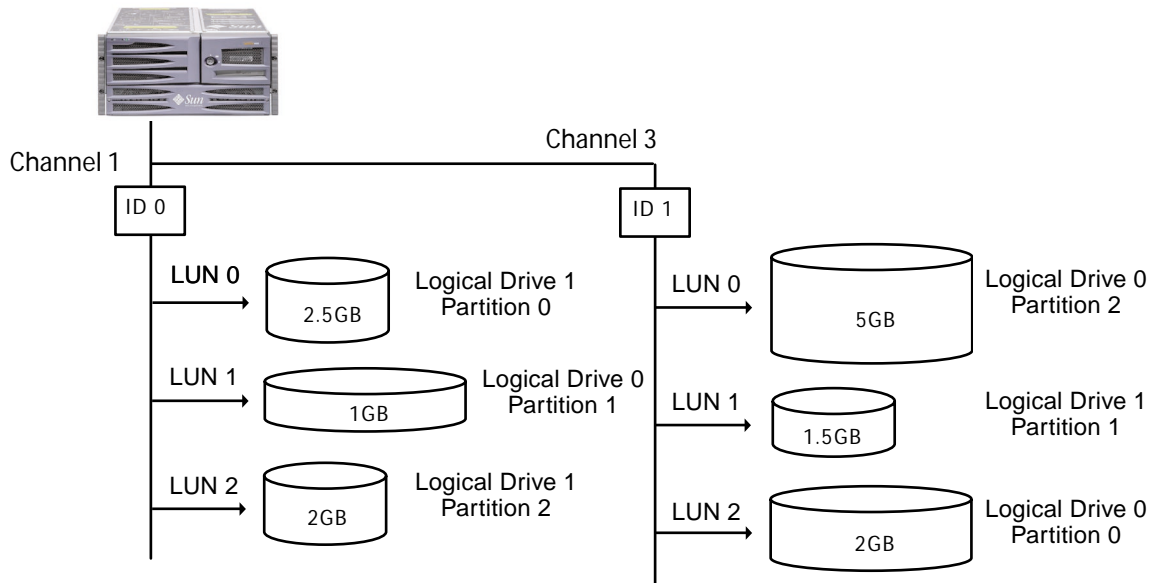 Sun
Channel 1
Channel 3
ID 0
LUN 0
2.5GB
Logical Drive 1
Partition 0
LUN 1
1GB
Logical Drive 0
Partition 1
LUN 2
2GB
Logical Drive 1
Partition 2
ID 1
LUN 0
5GB
Logical Drive 0
Partition 2
LUN 1
1.5GB
Logical Drive 1
Partition 1
LUN 2
2GB
Logical Drive 0
Partition 0